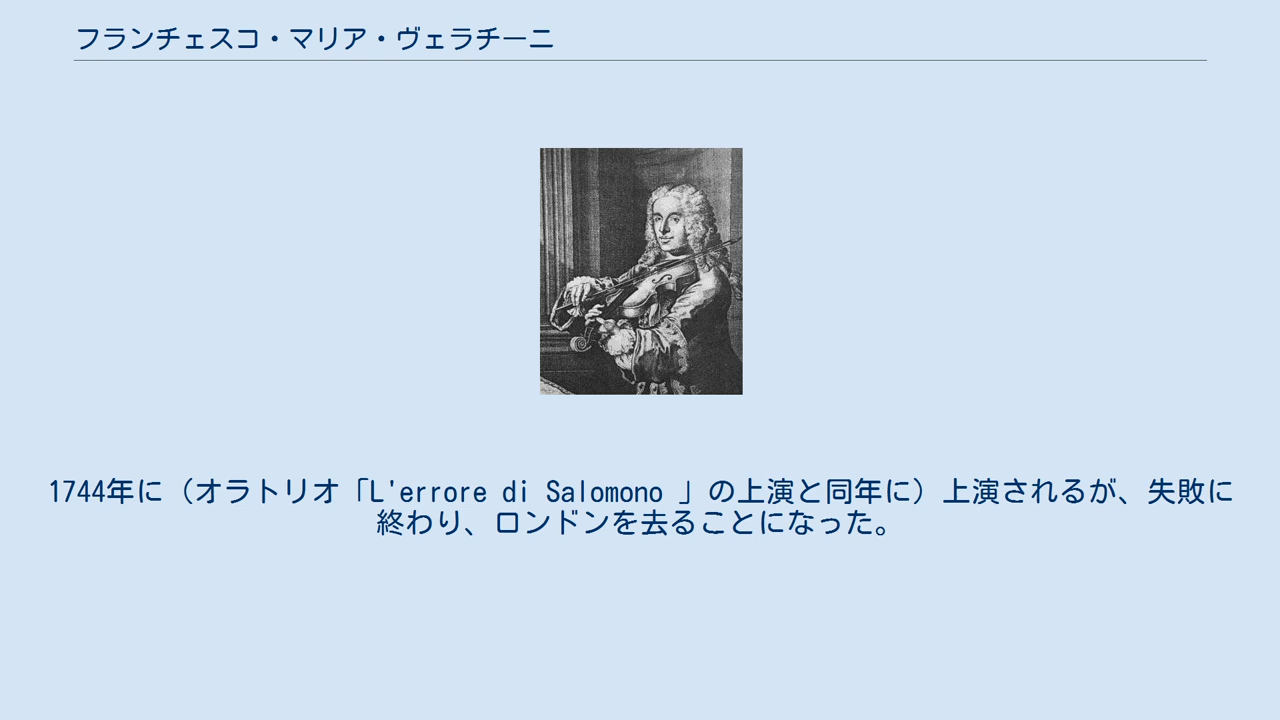 フランチェスコ・マリア・ヴェラチーニ
1744年に（オラトリオ「L'errore di Salomono 」の上演と同年に）上演されるが、失敗に
終わり、ロンドンを去ることになった。